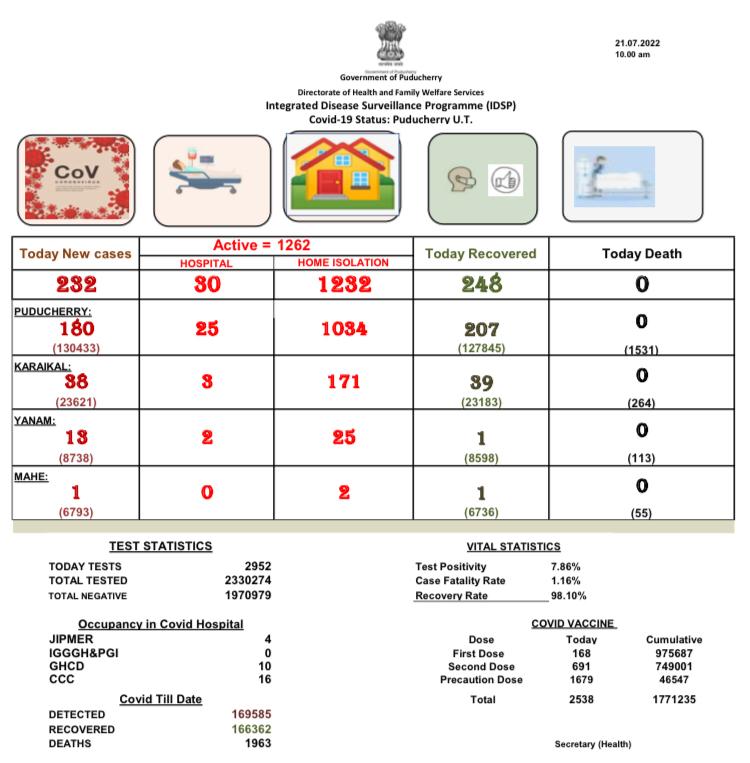 21.07.2022
10.00 am
Government of Puducherry
Government of Puducherry
Directorate of Health and Family Welfare Services
Integrated Disease Surveillance Programme (IDSP)
Covid-19 Status: Puducherry U.T.
CoV
CORONAVIRUS
Today New cases
Active = 1262
HOSPITAL HOME ISOLATION
Today Recovered
Today Death
232 30 1232 248 0
PUDUCHERRY:
180 25 1034 207 0
(130433) (127845) (1531)
KARAIKAL:
38 3 171 39 0
(23621) (23183) (264)
YANAM:
13 2 25 1 0
(8738) (8598) (113)
MAHE:
1 0 2 1 0
(6793) (6736) (55)
TEST STATISTICS
TODAY TESTS 2952
TOTAL TESTED 2330274
TOTAL NEGATIVE 1970979
VITAL STATISTICS
Test Positivity 7.86%
Case Fatality Rate 1.16%
Recovery Rate 98.10%
Occupancy in Covid Hospital
JIPMER 4
IGGGH&PGI 0
GHCD 10
CCC 16
COVID VACCINE
Dose Today Cumulative
First Dose 168 975687
Second Dose 691 749001
Precaution Dose 1679 46547
Total 2538 1771235
Covid Till Date
DETECTED 169585
RECOVERED 166362
DEATHS 1963
Secretary (Health)